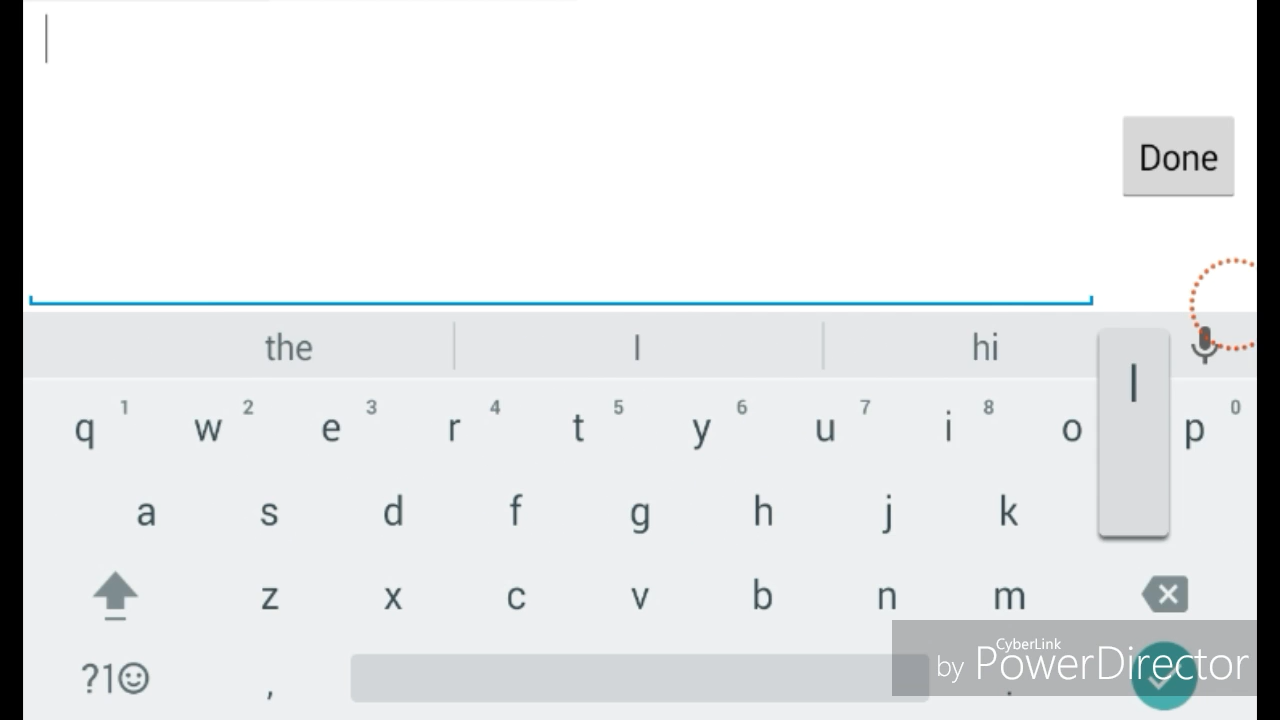 Done
the I hi
l
1 2 3 4 5 6 7 8 0
q w e r t y u i o p
a s d f g h j k
z x c v b n m
?1☺ , .
CyberLink
by PowerDirector